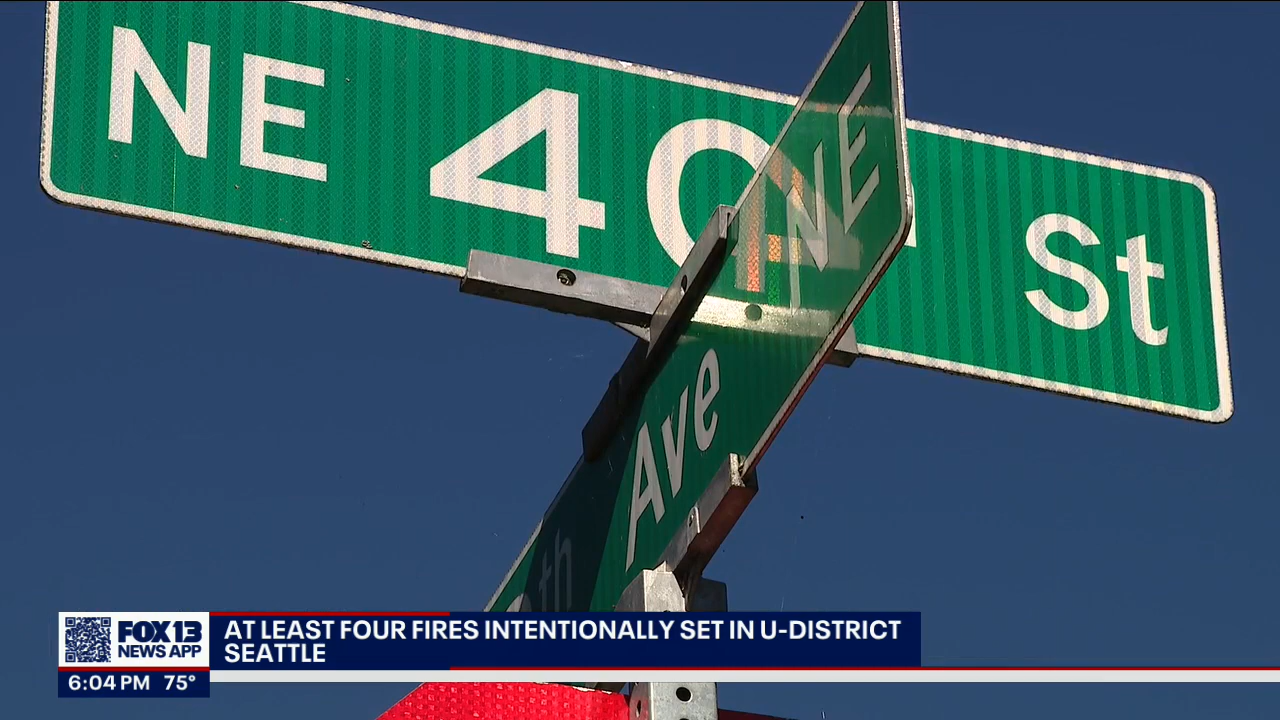 NE 40 St
Ave NE
th
FOX 13
NEWS APP
AT LEAST FOUR FIRES INTENTIONALLY SET IN U-DISTRICT
SEATTLE
6:04 PM 75°